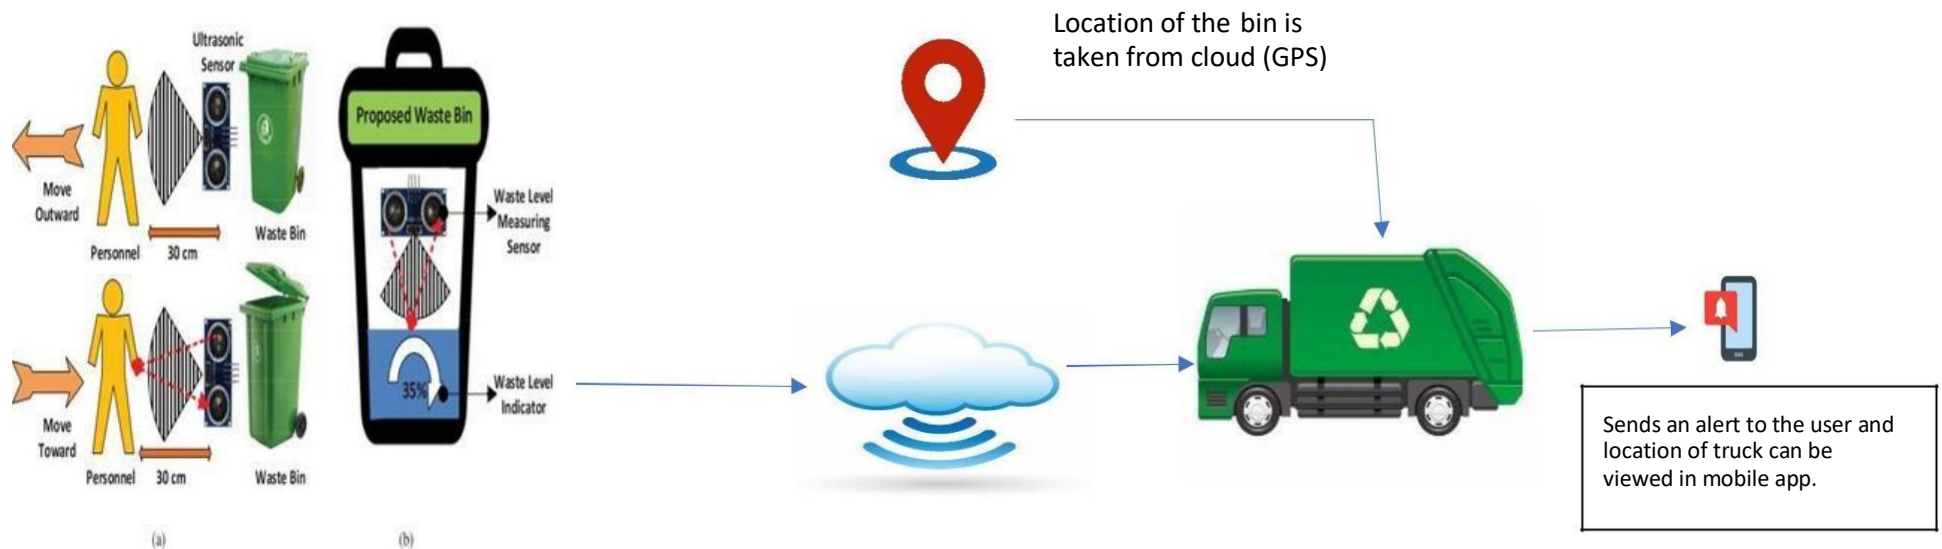 Ultrasonic
Sensor
Move
Outward
Personnel
30 cm
Waste Bin
Move
Toward
Personnel
30 cm
Waste Bin
(a)
Proposed Waste Bin
Waste Level
Measuring
Sensor
35%
Waste Level
Indicator
(b)
Location of the bin is
taken from cloud (GPS)
Sends an alert to the user and
location of truck can be
viewed in mobile app.